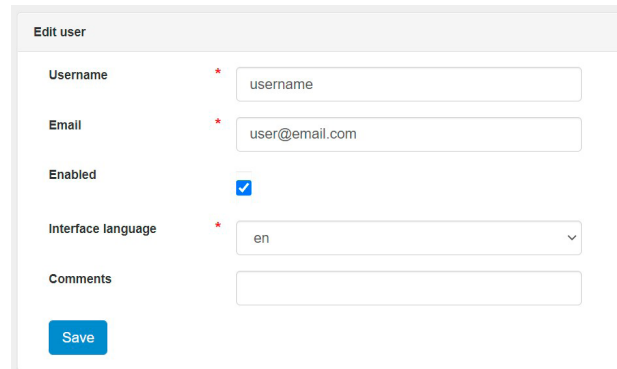 Edit user
Username * username
Email * user@email.com
Enabled
Interface language * en
Comments
Save